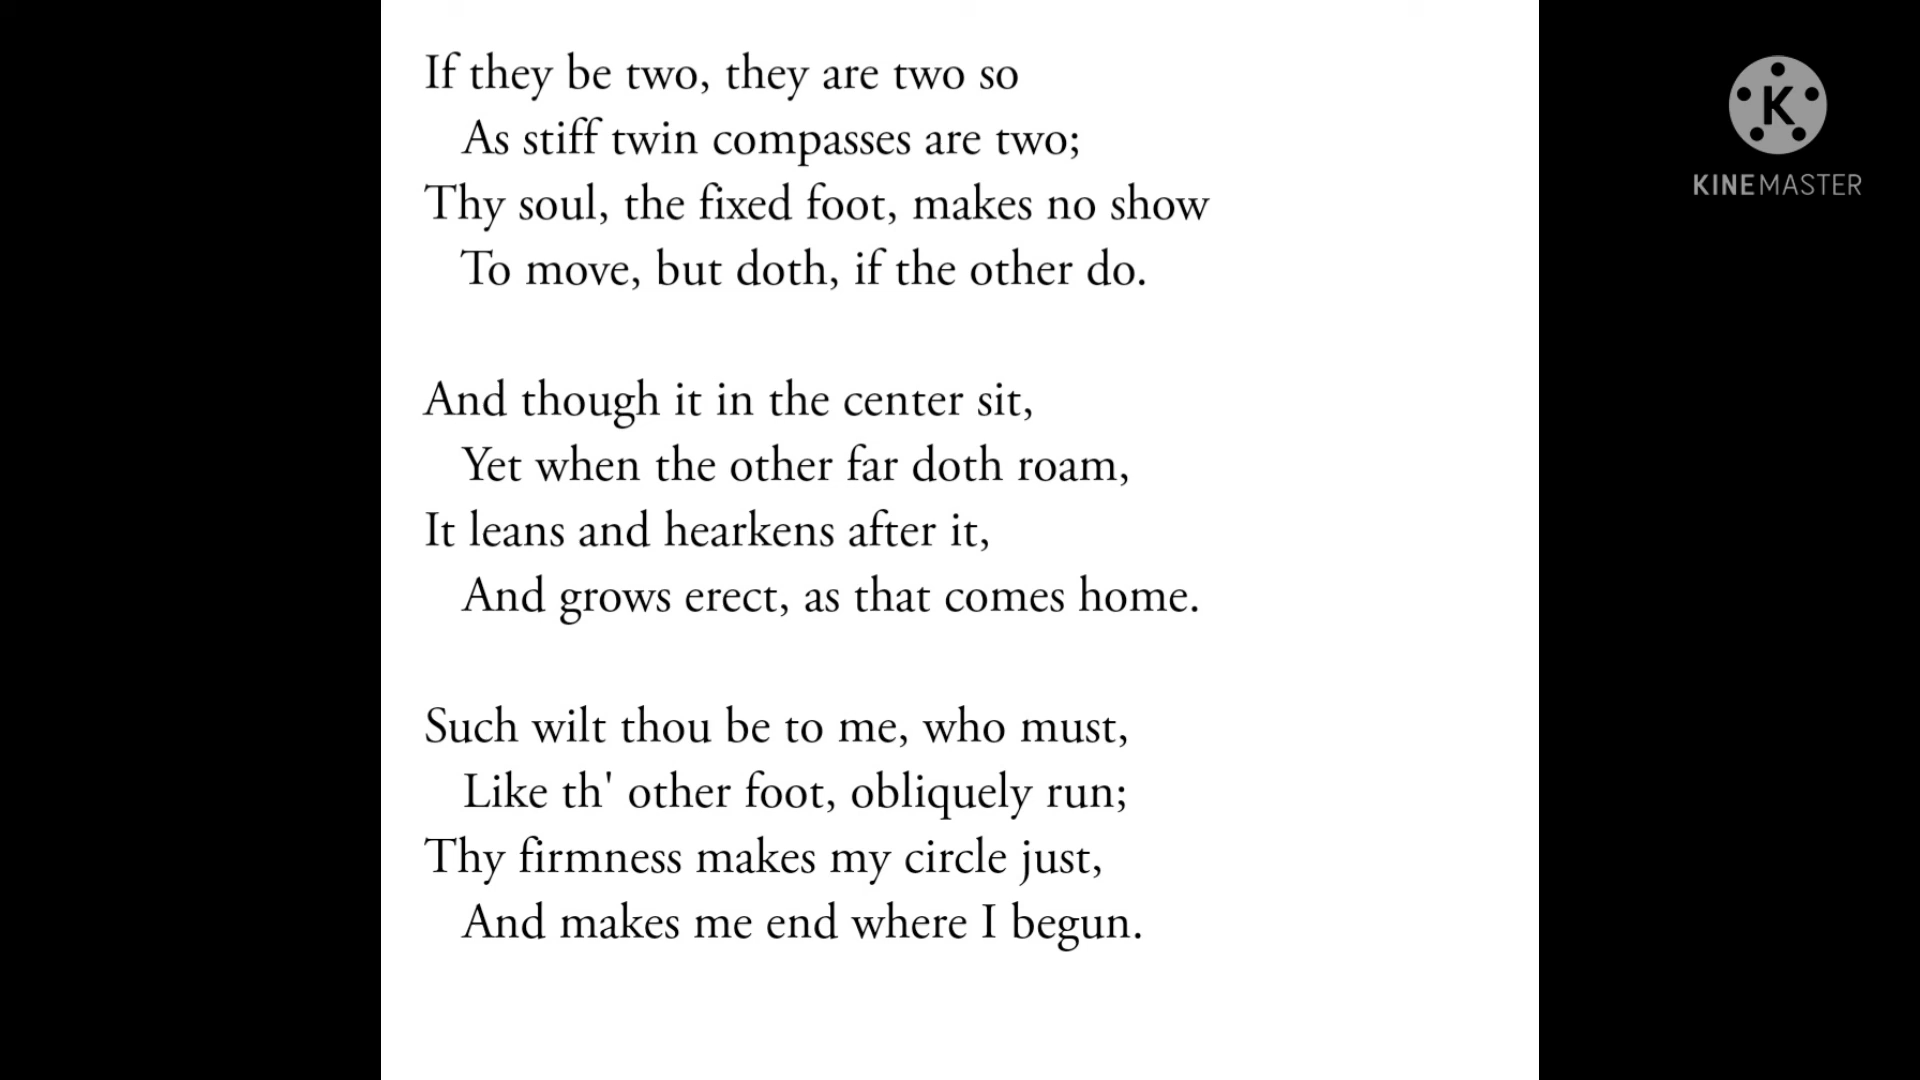 If they be two, they are two so
As stiff twin compasses are two;
Thy soul, the fixed foot, makes no show
To move, but doth, if the other do.
And though it in the center sit,
Yet when the other far doth roam,
It leans and hearkens after it,
And grows erect, as that comes home.
Such wilt thou be to me, who must,
Like th' other foot, obliquely run;
Thy firmness makes my circle just,
And makes me end where I begun.
K
KINEMASTER